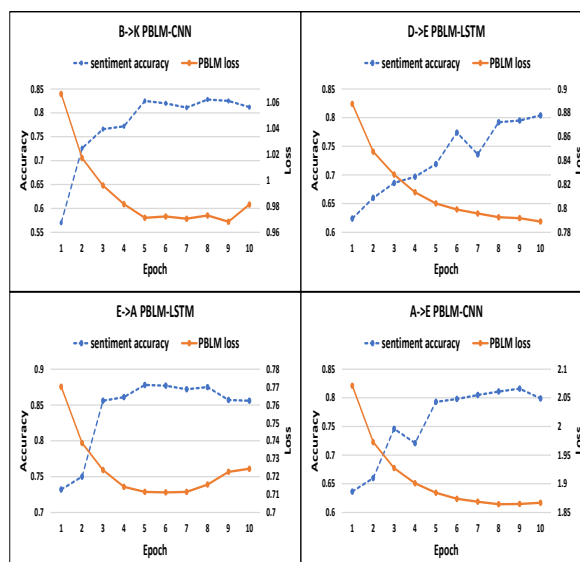 B->K PBLM-CNN
sentiment accuracy PBLM loss
0.85
0.8
0.75
0.7
0.65
0.6
0.55
Accuracy
1.06
1.04
1.02
1
0.98
0.96
Loss
1 2 3 4 5 6 7 8 9 10
Epoch
D->E PBLM-LSTM
sentiment accuracy PBLM loss
0.85
0.8
0.75
0.7
0.65
0.6
Accuracy
0.9
0.88
0.86
0.84
0.82
0.8
0.78
Loss
1 2 3 4 5 6 7 8 9 10
Epoch
E->A PBLM-LSTM
sentiment accuracy PBLM loss
0.9
0.85
0.8
0.75
0.7
Accuracy
0.78
0.77
0.76
0.75
0.74
0.73
0.72
0.71
0.7
Loss
1 2 3 4 5 6 7 8 9 10
Epoch
A->E PBLM-CNN
sentiment accuracy PBLM loss
0.85
0.8
0.75
0.7
0.65
0.6
Accuracy
2.1
2.05
2
1.95
1.9
1.85
Loss
1 2 3 4 5 6 7 8 9 10
Epoch